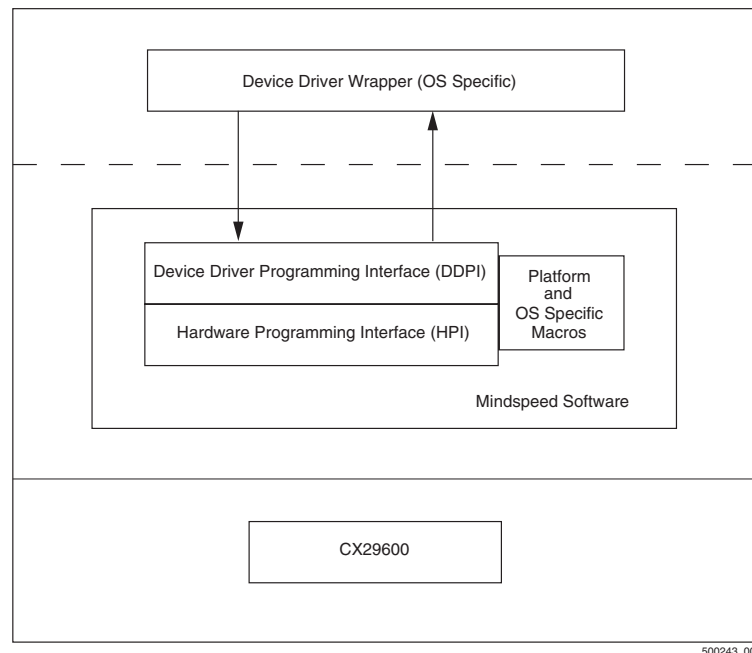 Device Driver Wrapper (OS Specific)
Device Driver Programming Interface (DDPI)
Hardware Programming Interface (HPI)
Platform
and
OS Specific
Macros
Mindspeed Software
CX29600